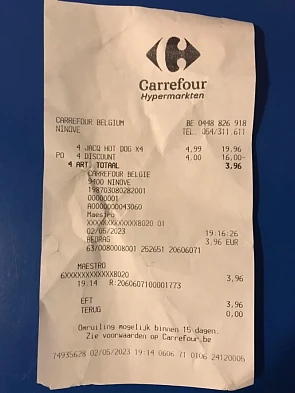 Carrefour
Hypermarkten
CARREFOUR BELGIUM BE 0448 826 918
NINOVE TEL. 054/311.611
4 JACQ HOT DOG X4 4,99 19,96
PO 4 DISCOUNT 4,00 16,00-
4 ART. TOTAAL 3,96
CARREFOUR BELGIE
9400 NINOVE
198703080282001
00000001
A0000000043060
Maestro
XXXXXXXXXXXXX8020 01
02/05/2023 19:16:26
BEDRAG 3,96 EUR
63/0080008001 252651 20606071
MAESTRO
6XXXXXXXXXXXX8020 3,96
19:14 R:2060607100001773
EFT 3,96
TERUG 0,00
Omruiling mogelijk binnen 15 dagen.
Zie voorwaarden op Carrefour.be
74935628 02/05/2023 19:14 0606 71 0106 24120006